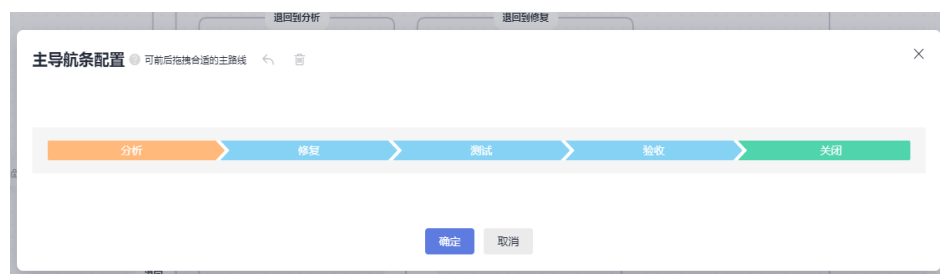 退回到分析 退回到修复
主导航条配置 可前后拖拽合适的主路线
分析 修复 测试 验收 关闭
确定 取消
退回